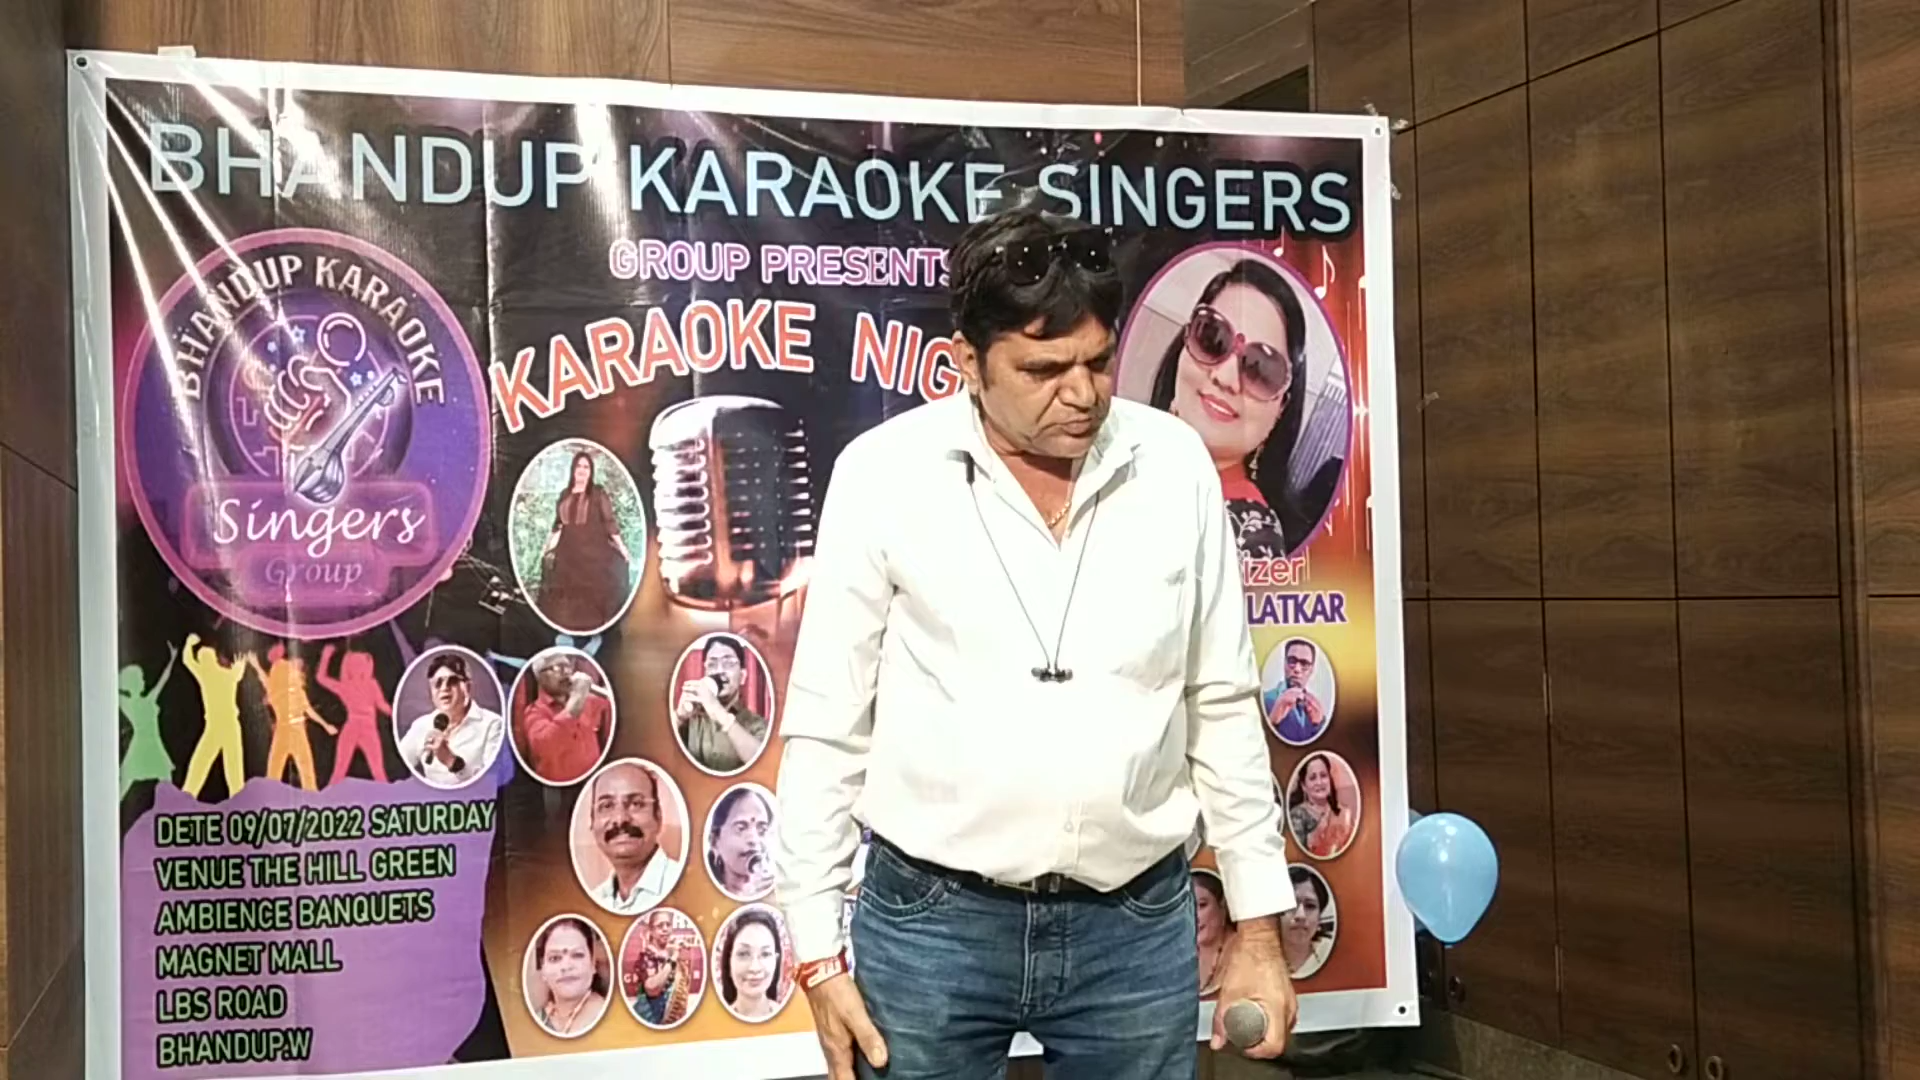 BHANDUP KARAOKE SINGERS
GROUP PRESENTS
KARAOKE NIG
BHANDUP KARAOKE
Singers
Group
izer
LATKAR
DETE 09/07/2022 SATURDAY
VENUE THE HILL GREEN
AMBIENCE BANQUETS
MAGNET MALL
LBS ROAD
BHANDUP.W